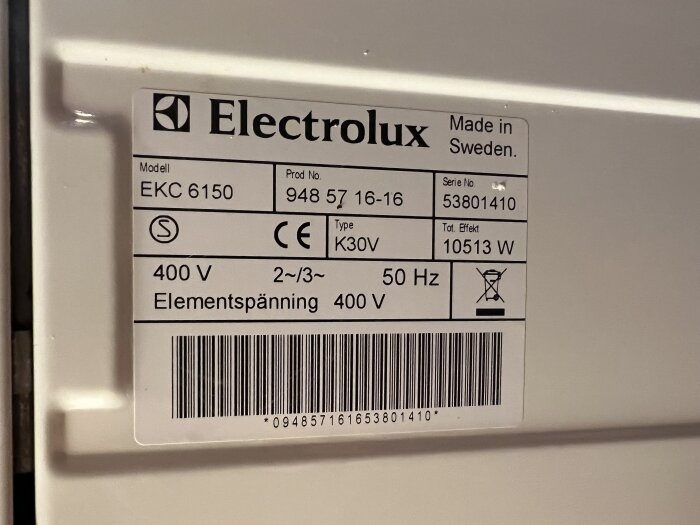 Electrolux
Made in
Sweden.
Modell
EKC 6150
Prod No.
948 57 16-16
Serie No
53801410
S
CE
Type
K30V
Tot. Effekt
10513 W
400 V 2~/3~ 50 Hz
Elementspänning 400 V
*094857161653801410*